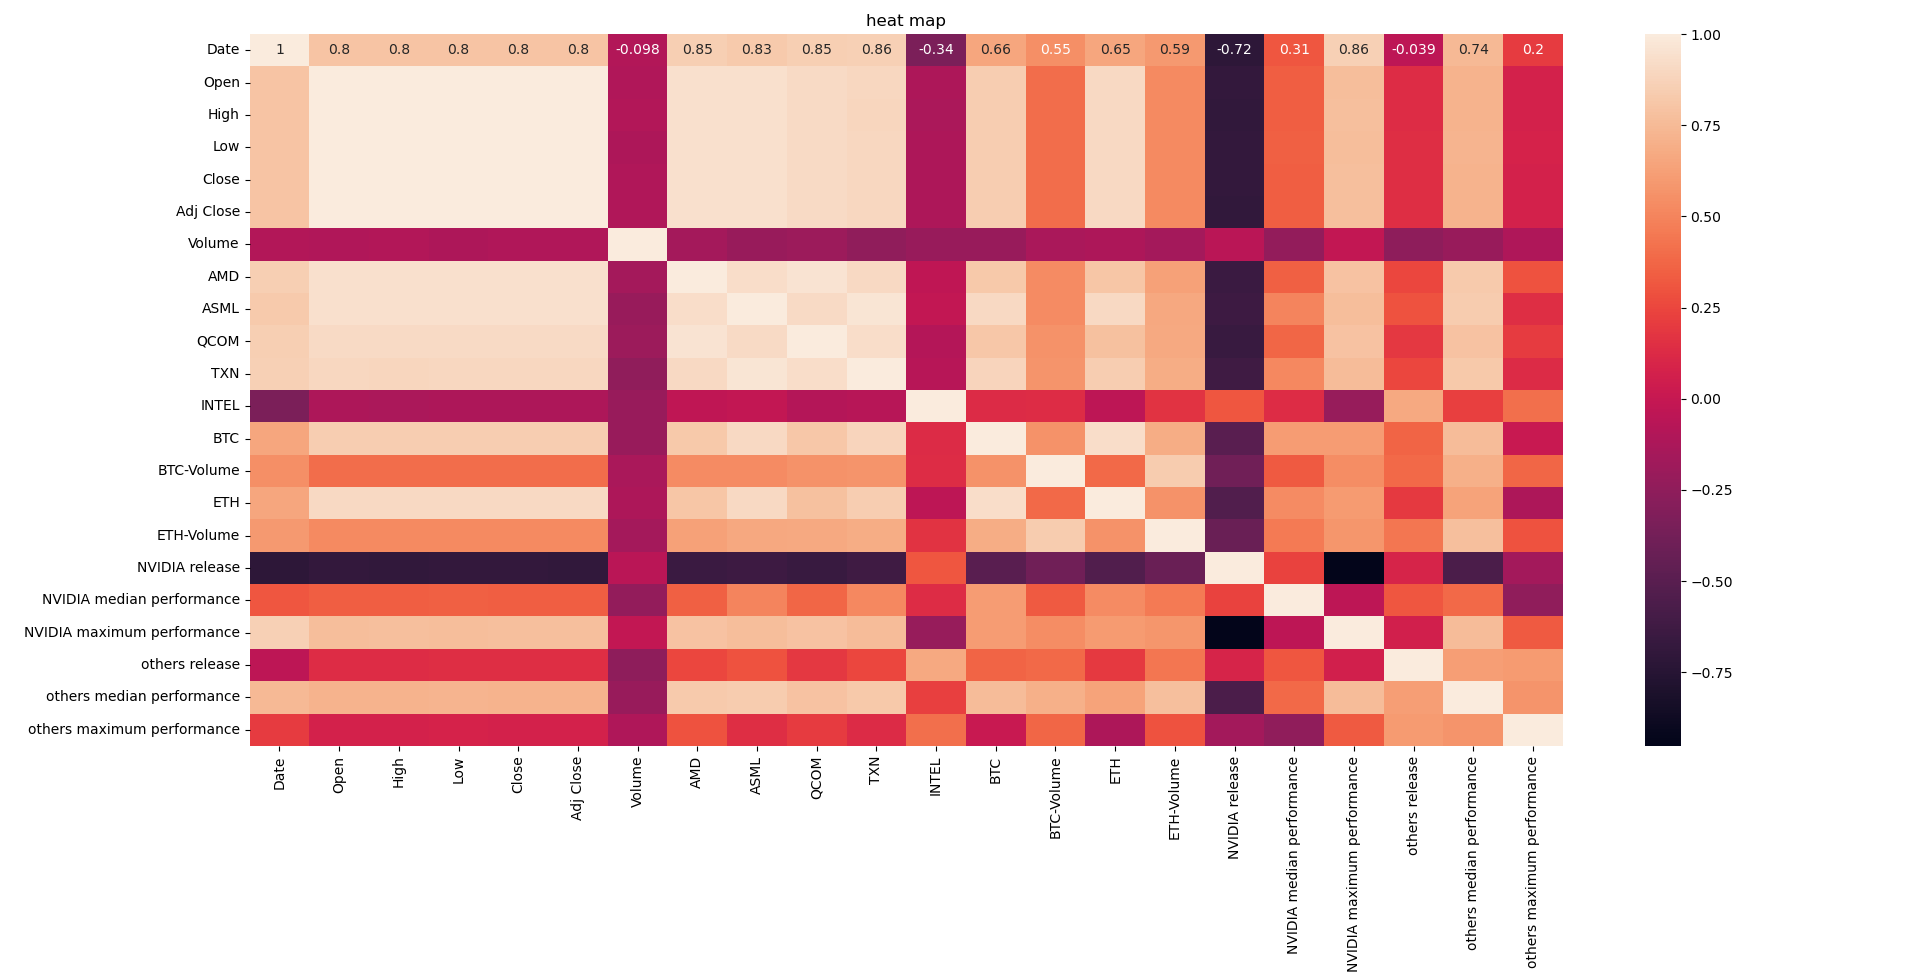 heat map
Date 1 0.8 0.8 0.8 0.8 0.8 -0.098 0.85 0.83 0.85 0.86 -0.34 0.66 0.55 0.65 0.59 -0.72 0.31 0.86 -0.039 0.74 0.2
Open
High
Low
Close
Adj Close
Volume
AMD
ASML
QCOM
TXN
INTEL
BTC
BTC-Volume
ETH
ETH-Volume
NVIDIA release
NVIDIA median performance
NVIDIA maximum performance
others release
others median performance
others maximum performance
Date
Open
High
Low
Close
Adj Close
Volume
AMD
ASML
QCOM
TXN
INTEL
BTC
BTC-Volume
ETH
ETH-Volume
NVIDIA release
NVIDIA median performance
NVIDIA maximum performance
others release
others median performance
others maximum performance
1.00
0.75
0.50
0.25
0.00
−0.25
−0.50
−0.75